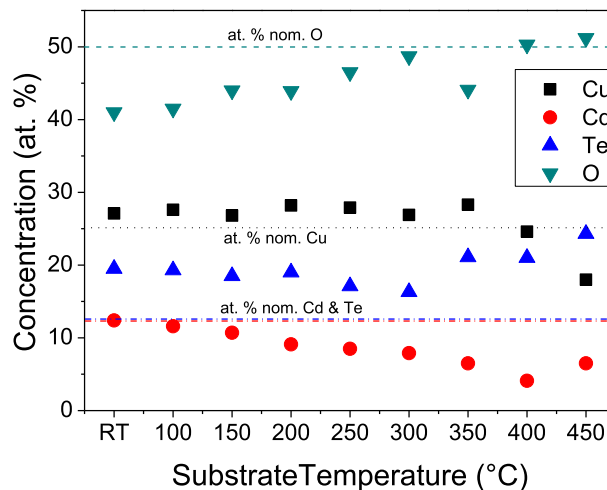 Concentration (at. %)
50
40
30
20
10
0
at. % nom. O
at. % nom. Cu
at. % nom. Cd & Te
Cu
Cd
Te
O
RT 100 150 200 250 300 350 400 450
SubstrateTemperature (°C)